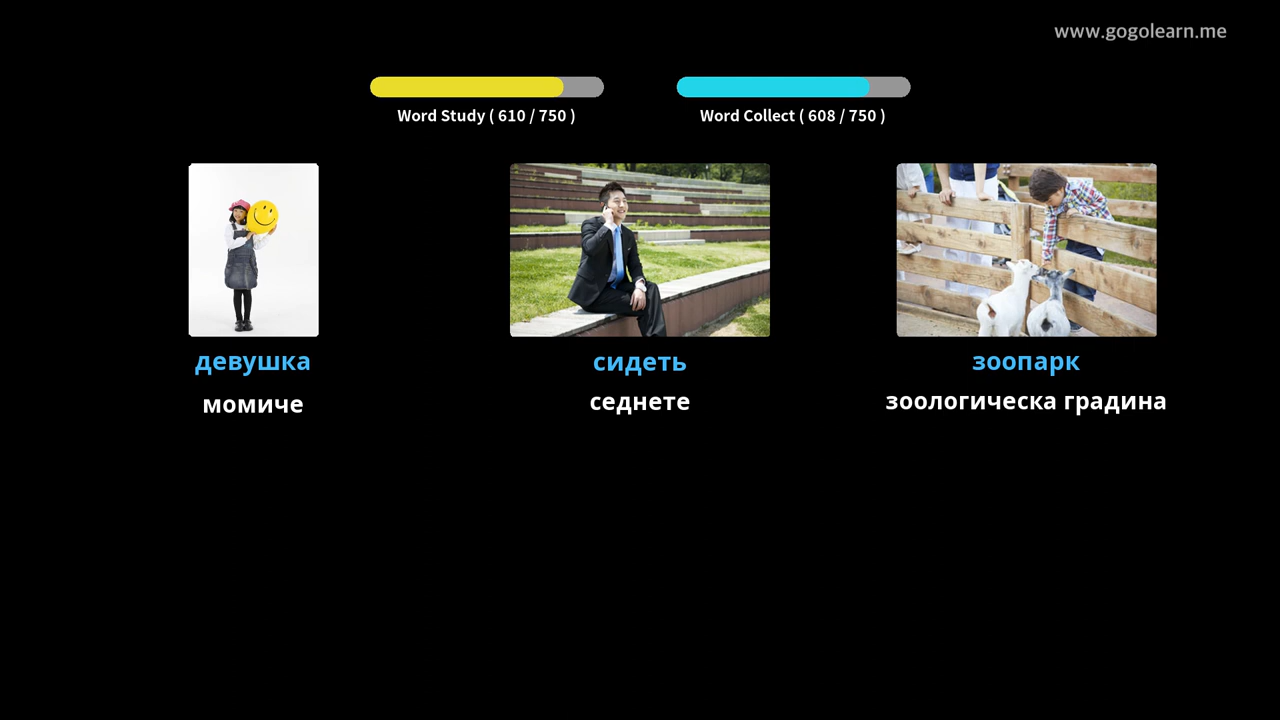 www.gogolearn.me
Word Study ( 610 / 750 )
Word Collect ( 608 / 750 )
девушка
момиче
сидеть
седнете
зоопарк
зоологическа градина